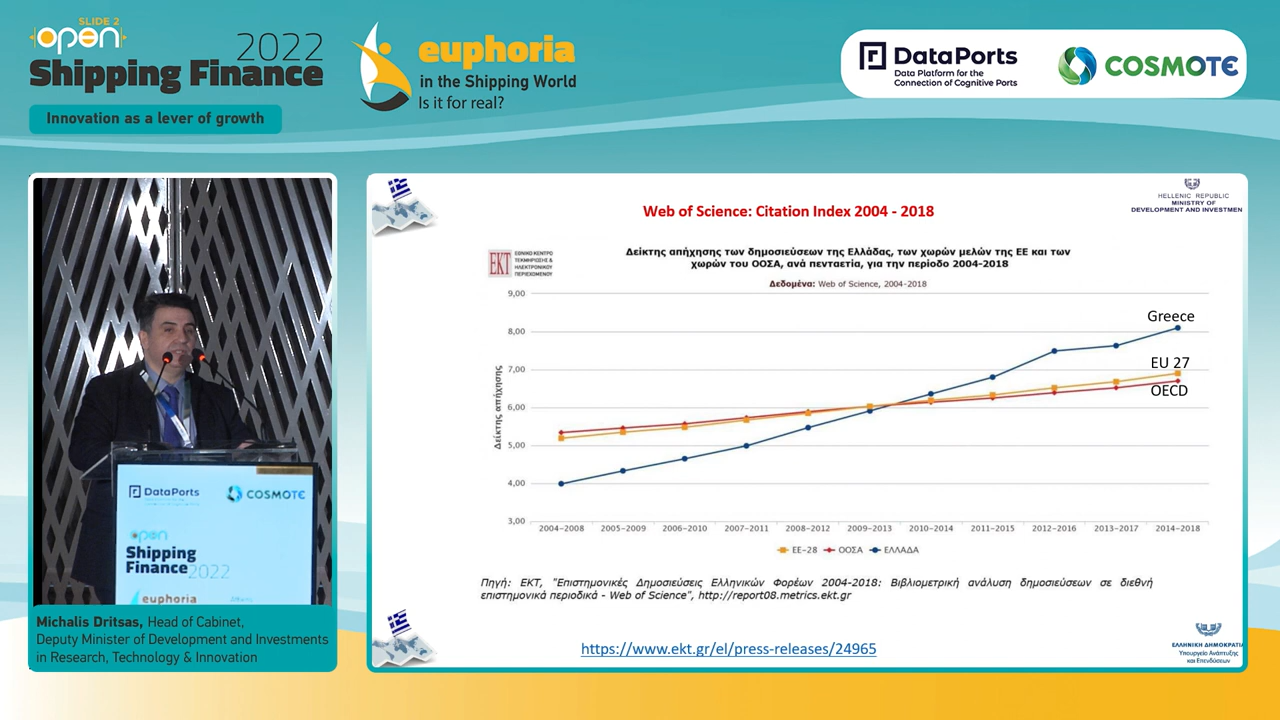 SLIDE 2
open
2022
Shipping Finance
Innovation as a lever of growth
euphoria
in the Shipping World
Is it for real?
DataPorts
Data Platform for the
Connection of Cognitive Ports
COSMOTE
DataPorts
COSMOTE
open
Shipping
Finance 2022
euphoria
Michalis Dritsas, Head of Cabinet,
Deputy Minister of Development and Investments
in Research, Technology & Innovation
Web of Science: Citation Index 2004 - 2018
HELLENIC REPUBLIC
MINISTRY OF
DEVELOPMENT AND INVESTMEN
ΕΚΤ
ΕΘΝΙΚΟ ΚΕΝΤΡΟ
ΤΕΚΜΗΡΙΩΣΗΣ &
ΗΛΕΚΤΡΟΝΙΚΟΥ
ΠΕΡΙΕΧΟΜΕΝΟΥ
Δείκτης απήχησης των δημοσιεύσεων της Ελλάδας, των χωρών μελών της ΕΕ και των
χωρών του ΟΟΣΑ, ανά πενταετία, για την περίοδο 2004-2018
Δεδομένα: Web of Science, 2004-2018
Δείκτης απήχησης
9,00
8,00
7,00
6,00
5,00
4,00
3,00
Greece
EU 27
OECD
2004-2008 2005-2009 2006-2010 2007-2011 2008-2012 2009-2013 2010-2014 2011-2015 2012-2016 2013-2017 2014-2018
ΕΕ-28 ΟΟΣΑ ΕΛΛΑΔΑ
Πηγή: ΕΚΤ, "Επιστημονικές Δημοσιεύσεις Ελληνικών Φορέων 2004-2018: Βιβλιομετρική ανάλυση δημοσιεύσεων σε διεθνή
επιστημονικά περιοδικά - Web of Science", http://report08.metrics.ekt.gr
https://www.ekt.gr/el/press-releases/24965
ΕΛΛΗΝΙΚΗ ΔΗΜΟΚΡΑΤΙΑ
Υπουργείο Ανάπτυξης
και Επενδύσεων